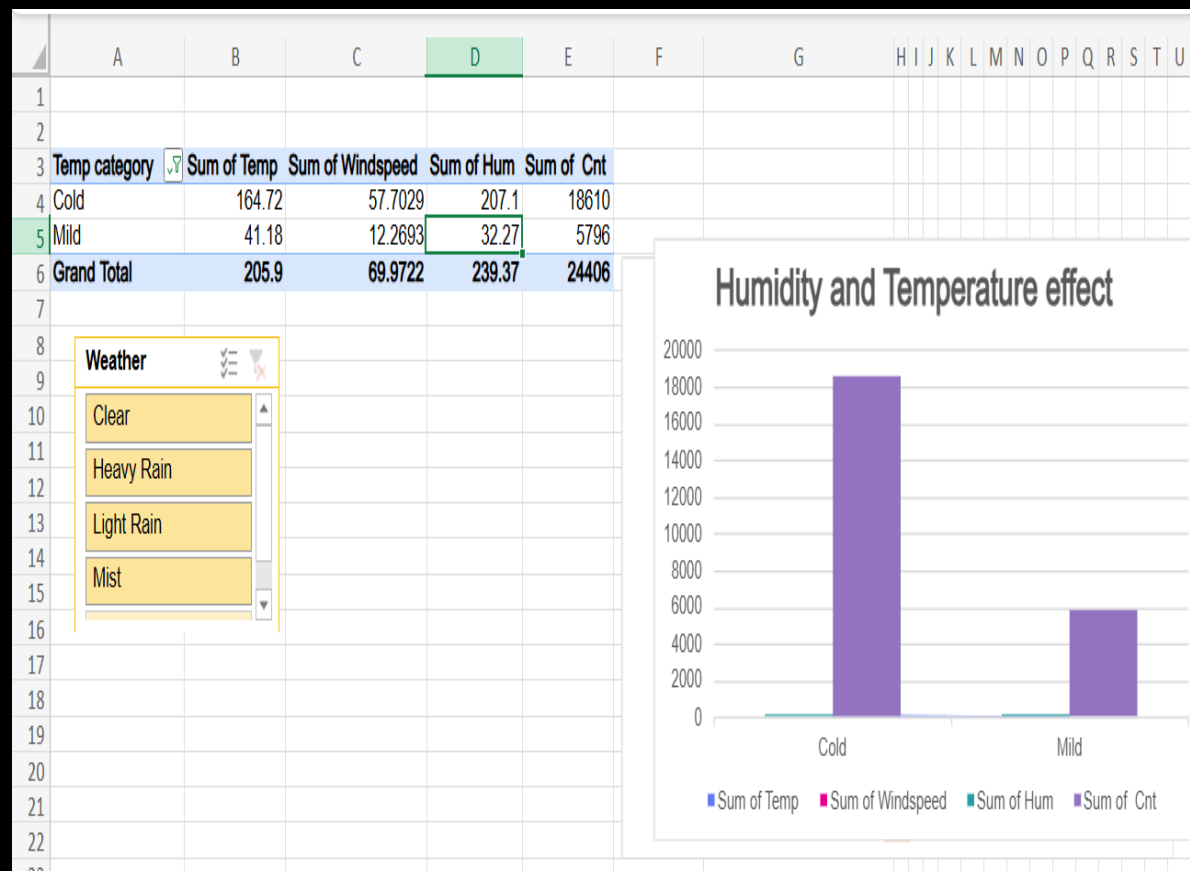 A B C D E F G H I J K L M N O P Q R S T U
1
2
3 Temp category Sum of Temp Sum of Windspeed Sum of Hum Sum of Cnt
4 Cold 164.72 57.7029 207.1 18610
5 Mild 41.18 12.2693 32.27 5796
6 Grand Total 205.9 69.9722 239.37 24406
7
8
9
10
11
12
13
14
15
16
17
18
19
20
21
22
Weather
Clear
Heavy Rain
Light Rain
Mist
Humidity and Temperature effect
20000
18000
16000
14000
12000
10000
8000
6000
4000
2000
0
Cold Mild
Sum of Temp Sum of Windspeed Sum of Hum Sum of Cnt